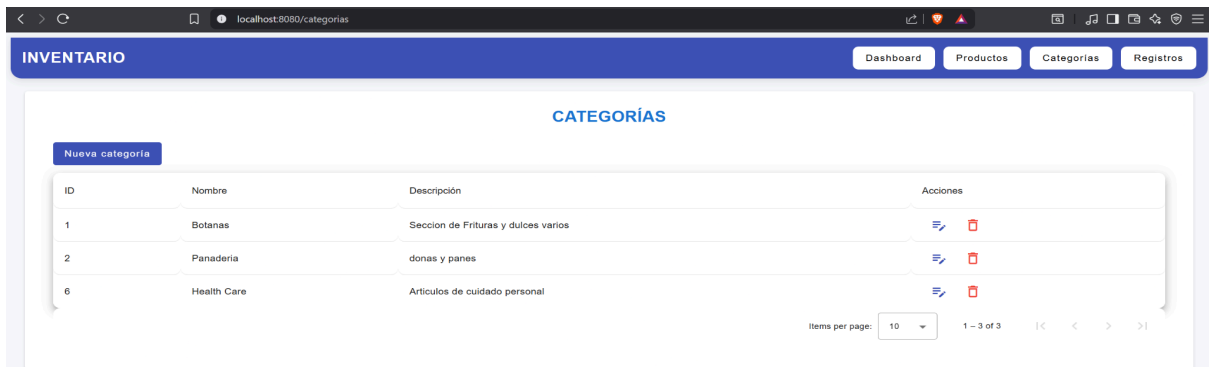 localhost:8080/categorias
INVENTARIO Dashboard Productos Categorías Registros
CATEGORÍAS
Nueva categoría
ID Nombre Descripción Acciones
1 Botanas Seccion de Frituras y dulces varios
2 Panaderia donas y panes
6 Health Care Articulos de cuidado personal
Items per page: 10 1 – 3 of 3